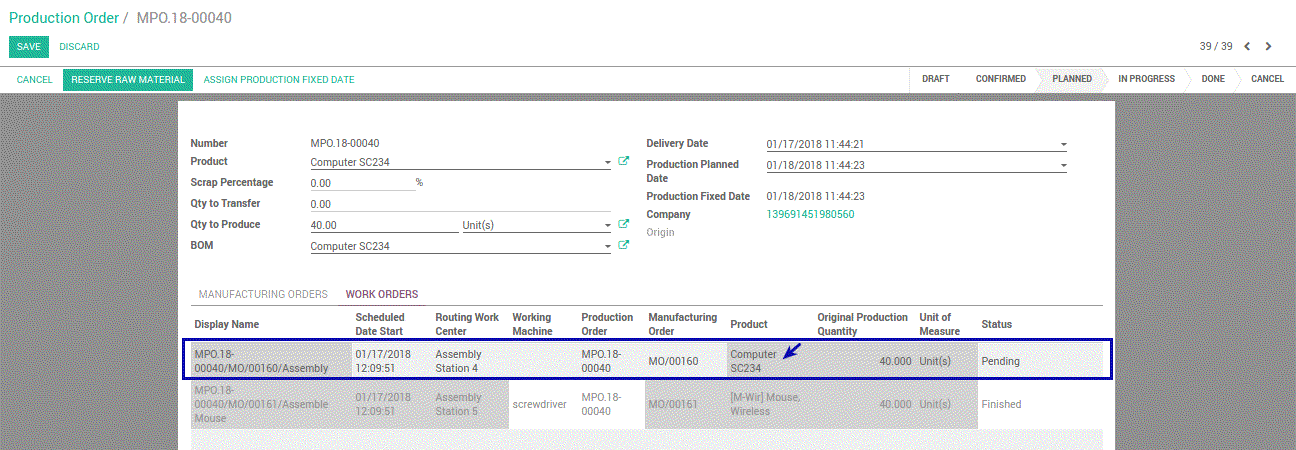 Production Order / MPO.18-00040
SAVE DISCARD 39 / 39
CANCEL RESERVE RAW MATERIAL ASSIGN PRODUCTION FIXED DATE DRAFT CONFIRMED PLANNED IN PROGRESS DONE CANCEL
Number MPO.18-00040
Product Computer SC234
Scrap Percentage 0.00 %
Qty to Transfer 0.00
Qty to Produce 40.00 Unit(s)
BOM Computer SC234
Delivery Date 01/17/2018 11:44:21
Production Planned 01/18/2018 11:44:23
Date
Production Fixed Date 01/18/2018 11:44:23
Company 139691451980560
Origin
MANUFACTURING ORDERS WORK ORDERS
Scheduled Routing Work Working Production Manufacturing Original Production Unit of
Display Name Product Status
Date Start Center Machine Order Order Quantity Measure
MPO.18- 01/17/2018 Assembly MPO.18- Computer
MO/00160 40.000 Unit(s) Pending
00040/MO/00160/Assembly 12:09:51 Station 4 00040 SC234
MPO.18-
00040/MO/00161/Assemble 01/17/2018 Assembly MPO.18- [M-Wir] Mouse,
screwdriver MO/00161 40.000 Unit(s) Finished
Mouse 12:09:51 Station 5 00040 Wireless